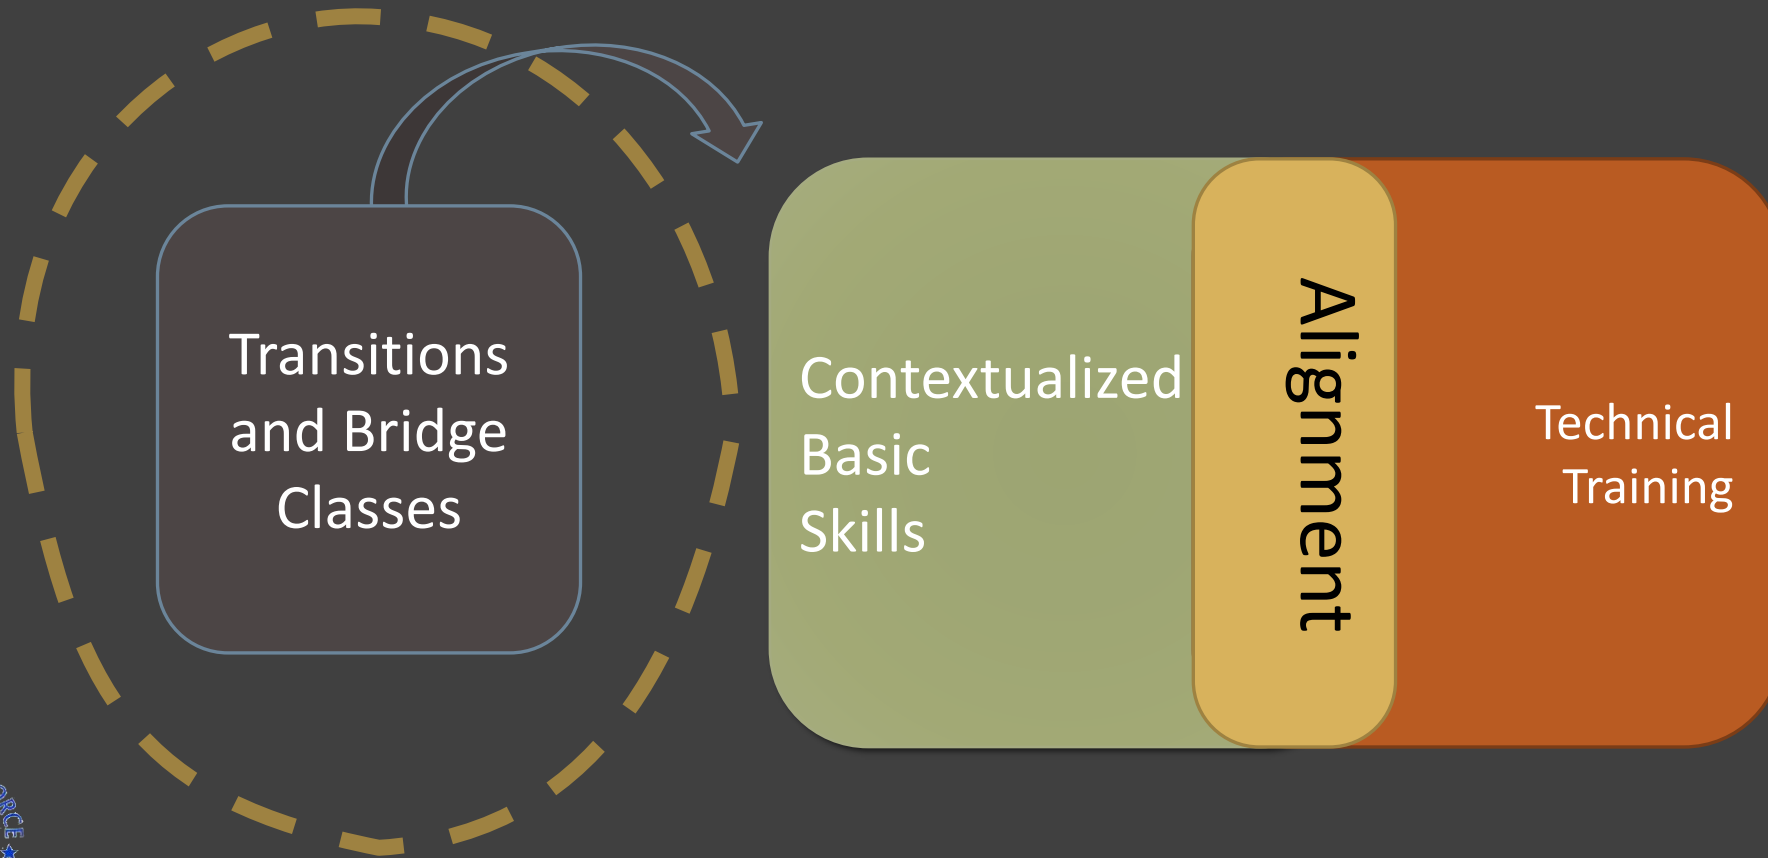 Transitions
and Bridge
Classes
Contextualized
Basic
Skills
Alignment
Technical
Training